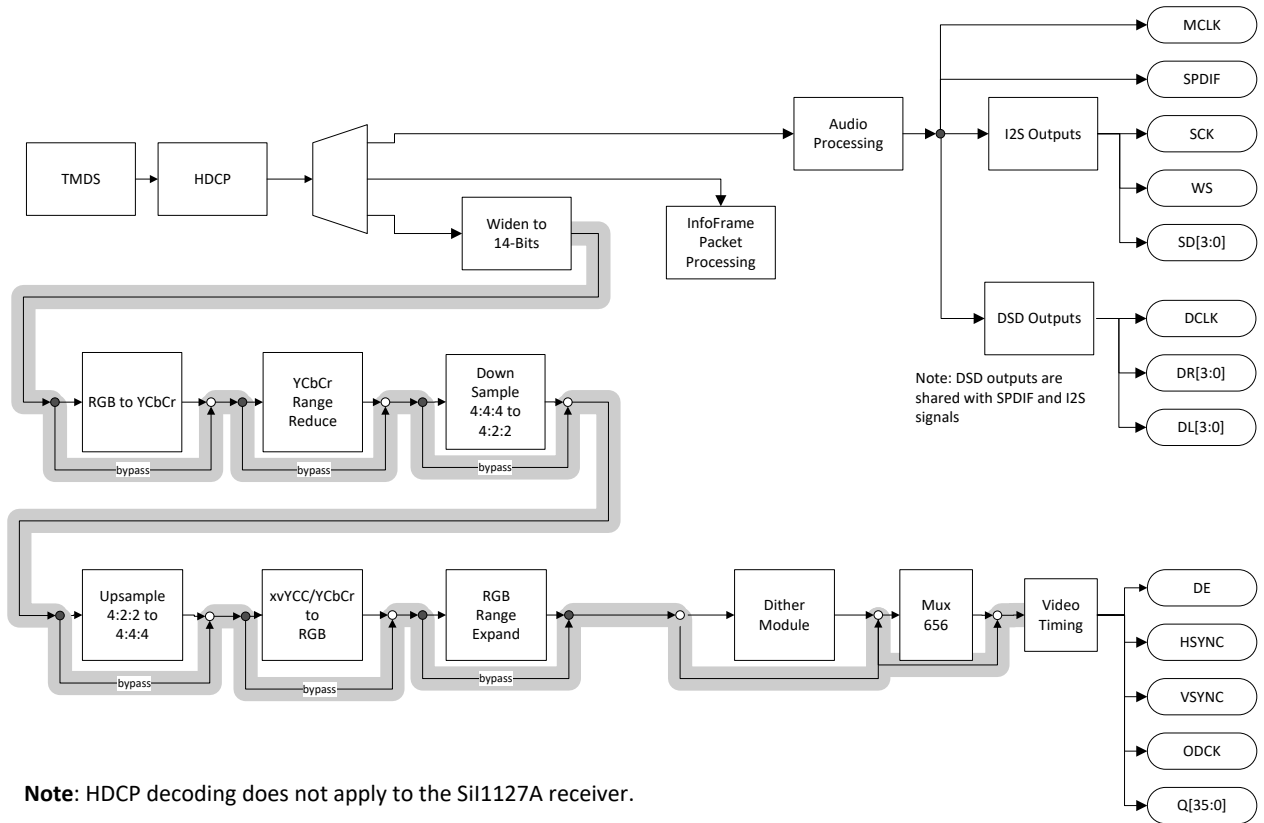 MCLK
SPDIF
Audio
Processing
I2S Outputs
SCK
TMDS
HDCP
WS
Widen to
14-Bits
InfoFrame
Packet
Processing
SD[3:0]
DSD Outputs
DCLK
Note: DSD outputs are
shared with SPDIF and I2S
signals
DR[3:0]
DL[3:0]
RGB to YCbCr
YCbCr
Range
Reduce
Down
Sample
4:4:4 to
4:2:2
bypass
bypass
bypass
Upsample
4:2:2 to
4:4:4
xvYCC/YCbCr
to
RGB
RGB
Range
Expand
Dither
Module
Mux
656
Video
Timing
bypass
bypass
bypass
DE
HSYNC
VSYNC
ODCK
Q[35:0]
Note: HDCP decoding does not apply to the SiI1127A receiver.